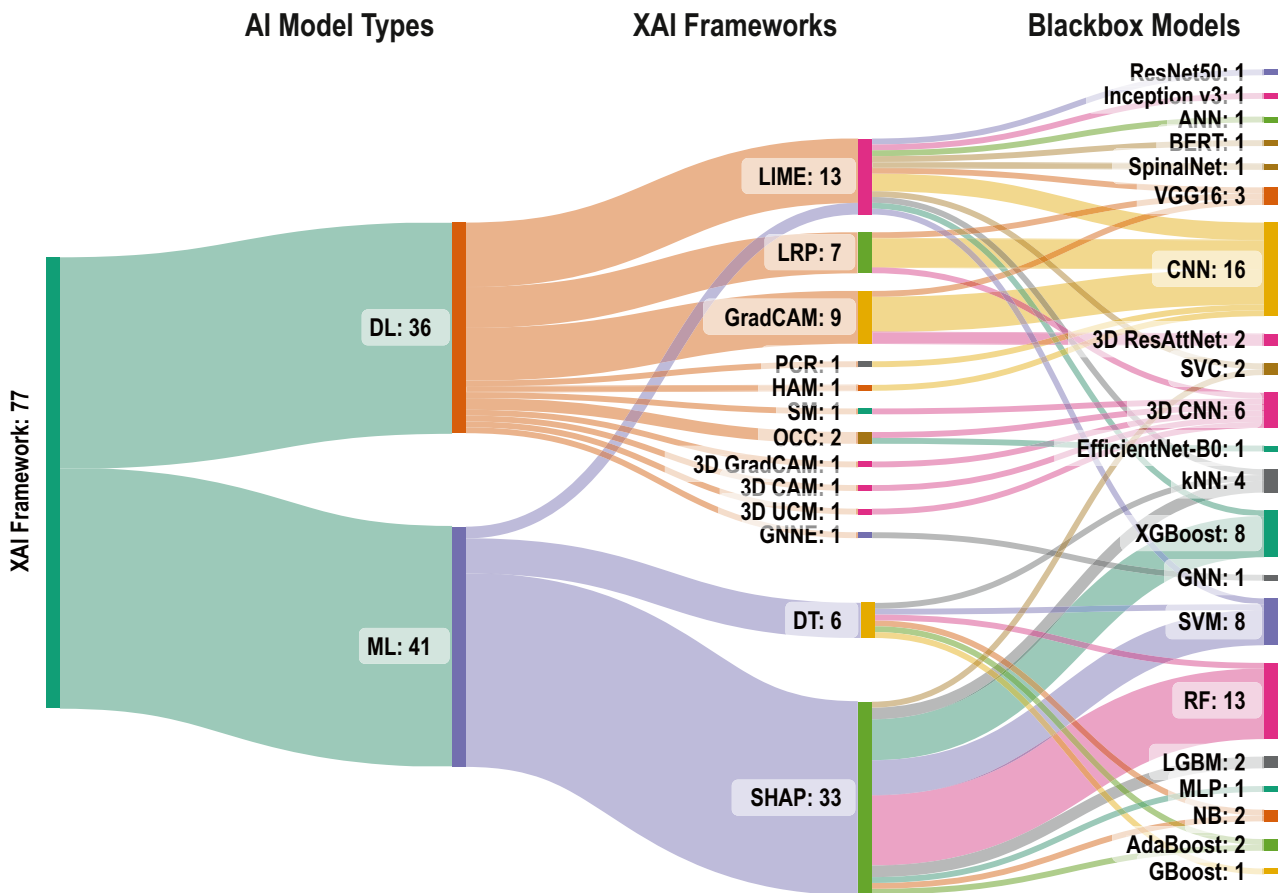 AI Model Types
XAI Frameworks
Blackbox Models
XAI Framework: 77
DL: 36
ML: 41
LIME: 13
LRP: 7
GradCAM: 9
PCR: 1
HAM: 1
SM: 1
OCC: 2
3D GradCAM: 1
3D CAM: 1
3D UCM: 1
GNNE: 1
DT: 6
SHAP: 33
ResNet50: 1
Inception v3: 1
ANN: 1
BERT: 1
SpinalNet: 1
VGG16: 3
CNN: 16
3D ResAttNet: 2
SVC: 2
3D CNN: 6
EfficientNet-B0: 1
kNN: 4
XGBoost: 8
GNN: 1
SVM: 8
RF: 13
LGBM: 2
MLP: 1
NB: 2
AdaBoost: 2
GBoost: 1